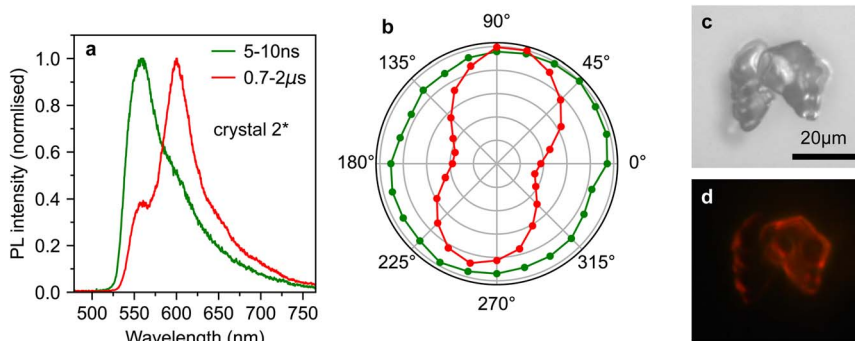 a
5-10ns
0.7-2μs
crystal 2*
PL intensity (normilised)
1.0
0.8
0.6
0.4
0.2
0.0
500 550 600 650 700 750
Wavelength (nm)
b
90°
135° 45°
180° 0°
225° 315°
270°
c
20μm
d